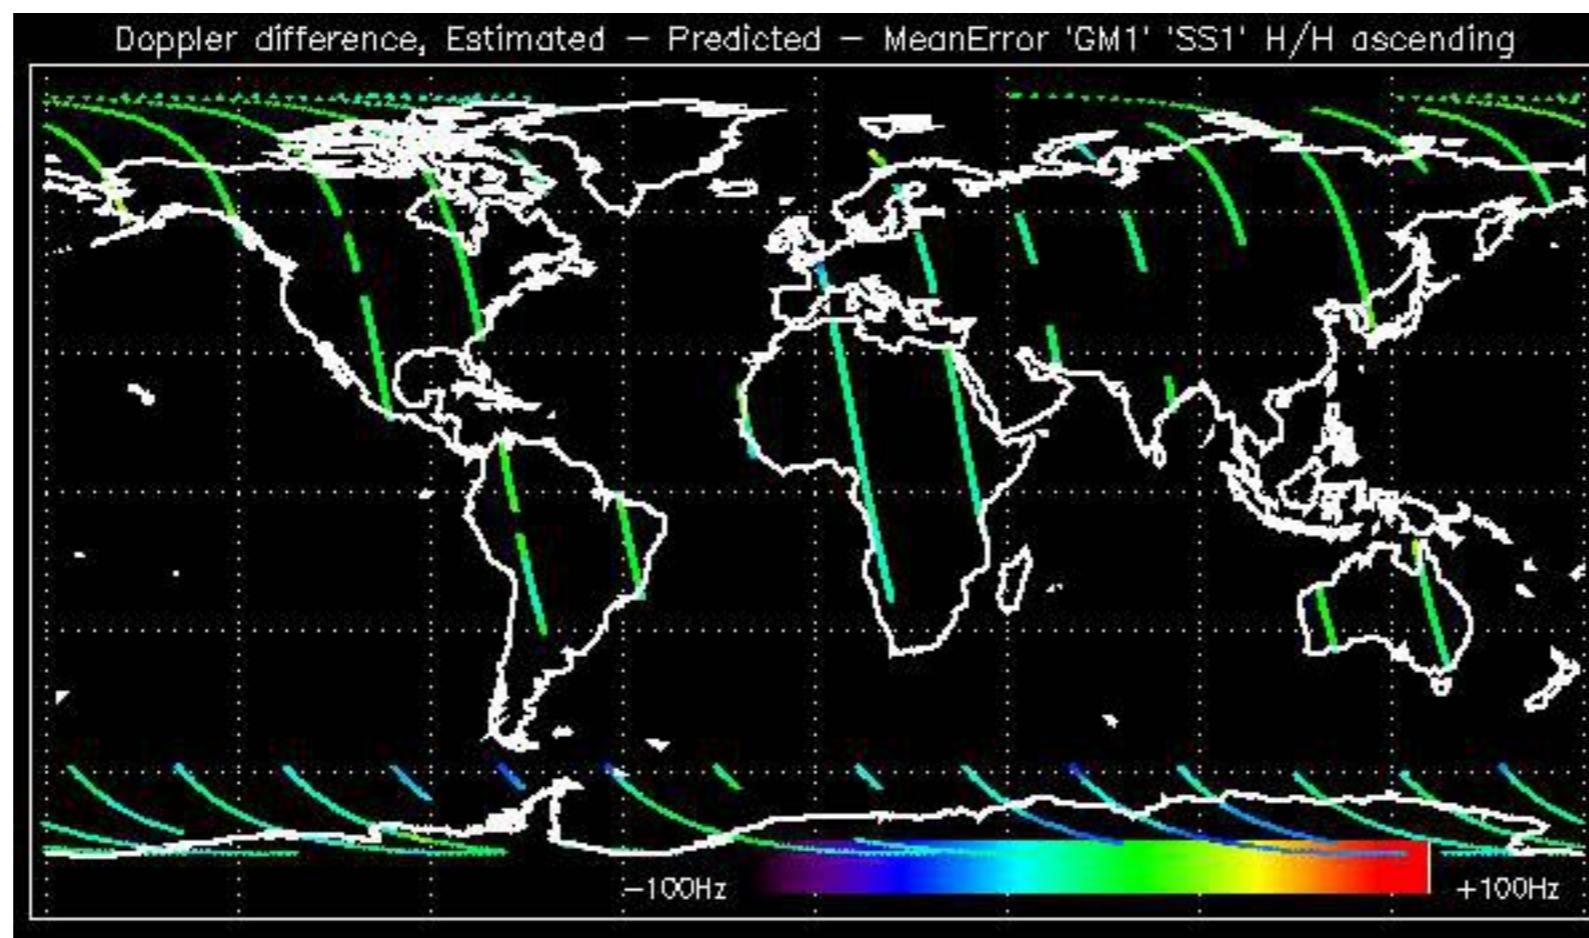 Doppler difference, Estimated – Predicted – MeanError 'GM1' 'SS1' H/H ascending
–100Hz +100Hz